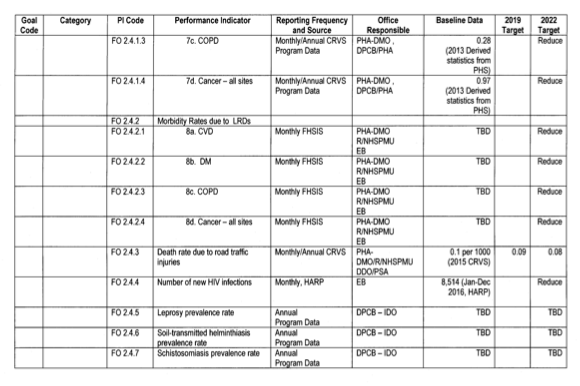 Goal Code Category PI Code Performance Indicator Reporting Frequency and Source Office Responsible Baseline Data 2019 Target 2022 Target
FO 2.4.1.3 7c. COPD Monthly/Annual CRVS Program Data PHA-DMO , DPCB/PHA 0.28 (2013 Derived statistics from PHS) Reduce
FO 2.4.1.4 7d. Cancer – all sites Monthly/Annual CRVS Program Data PHA-DMO , DPCB/PHA 0.97 (2013 Derived statistics from PHS) Reduce
FO 2.4.2 Morbidity Rates due to LRDs
FO 2.4.2.1 8a. CVD Monthly FHSIS PHA-DMO R/NHSPMU EB TBD Reduce
FO 2.4.2.2 8b. DM Monthly FHSIS PHA-DMO R/NHSPMU EB TBD Reduce
FO 2.4.2.3 8c. COPD Monthly FHSIS PHA-DMO R/NHSPMU EB TBD Reduce
FO 2.4.2.4 8d. Cancer – all sites Monthly FHSIS PHA-DMO R/NHSPMU EB TBD Reduce
FO 2.4.3 Death rate due to road traffic injuries Monthly/Annual CRVS PHA-DMO/R/NHSPMU DDO/PSA 0.1 per 1000 (2015 CRVS) 0.09 0.08
FO 2.4.4 Number of new HIV infections Monthly, HARP EB 8,514 (Jan-Dec 2016, HARP) Reduce
FO 2.4.5 Leprosy prevalence rate Annual Program Data DPCB – IDO TBD TBD
FO 2.4.6 Soil-transmitted helminthiasis prevalence rate Annual Program Data DPCB – IDO TBD TBD
FO 2.4.7 Schistosomiasis prevalence rate Annual Program Data DPCB – IDO TBD TBD